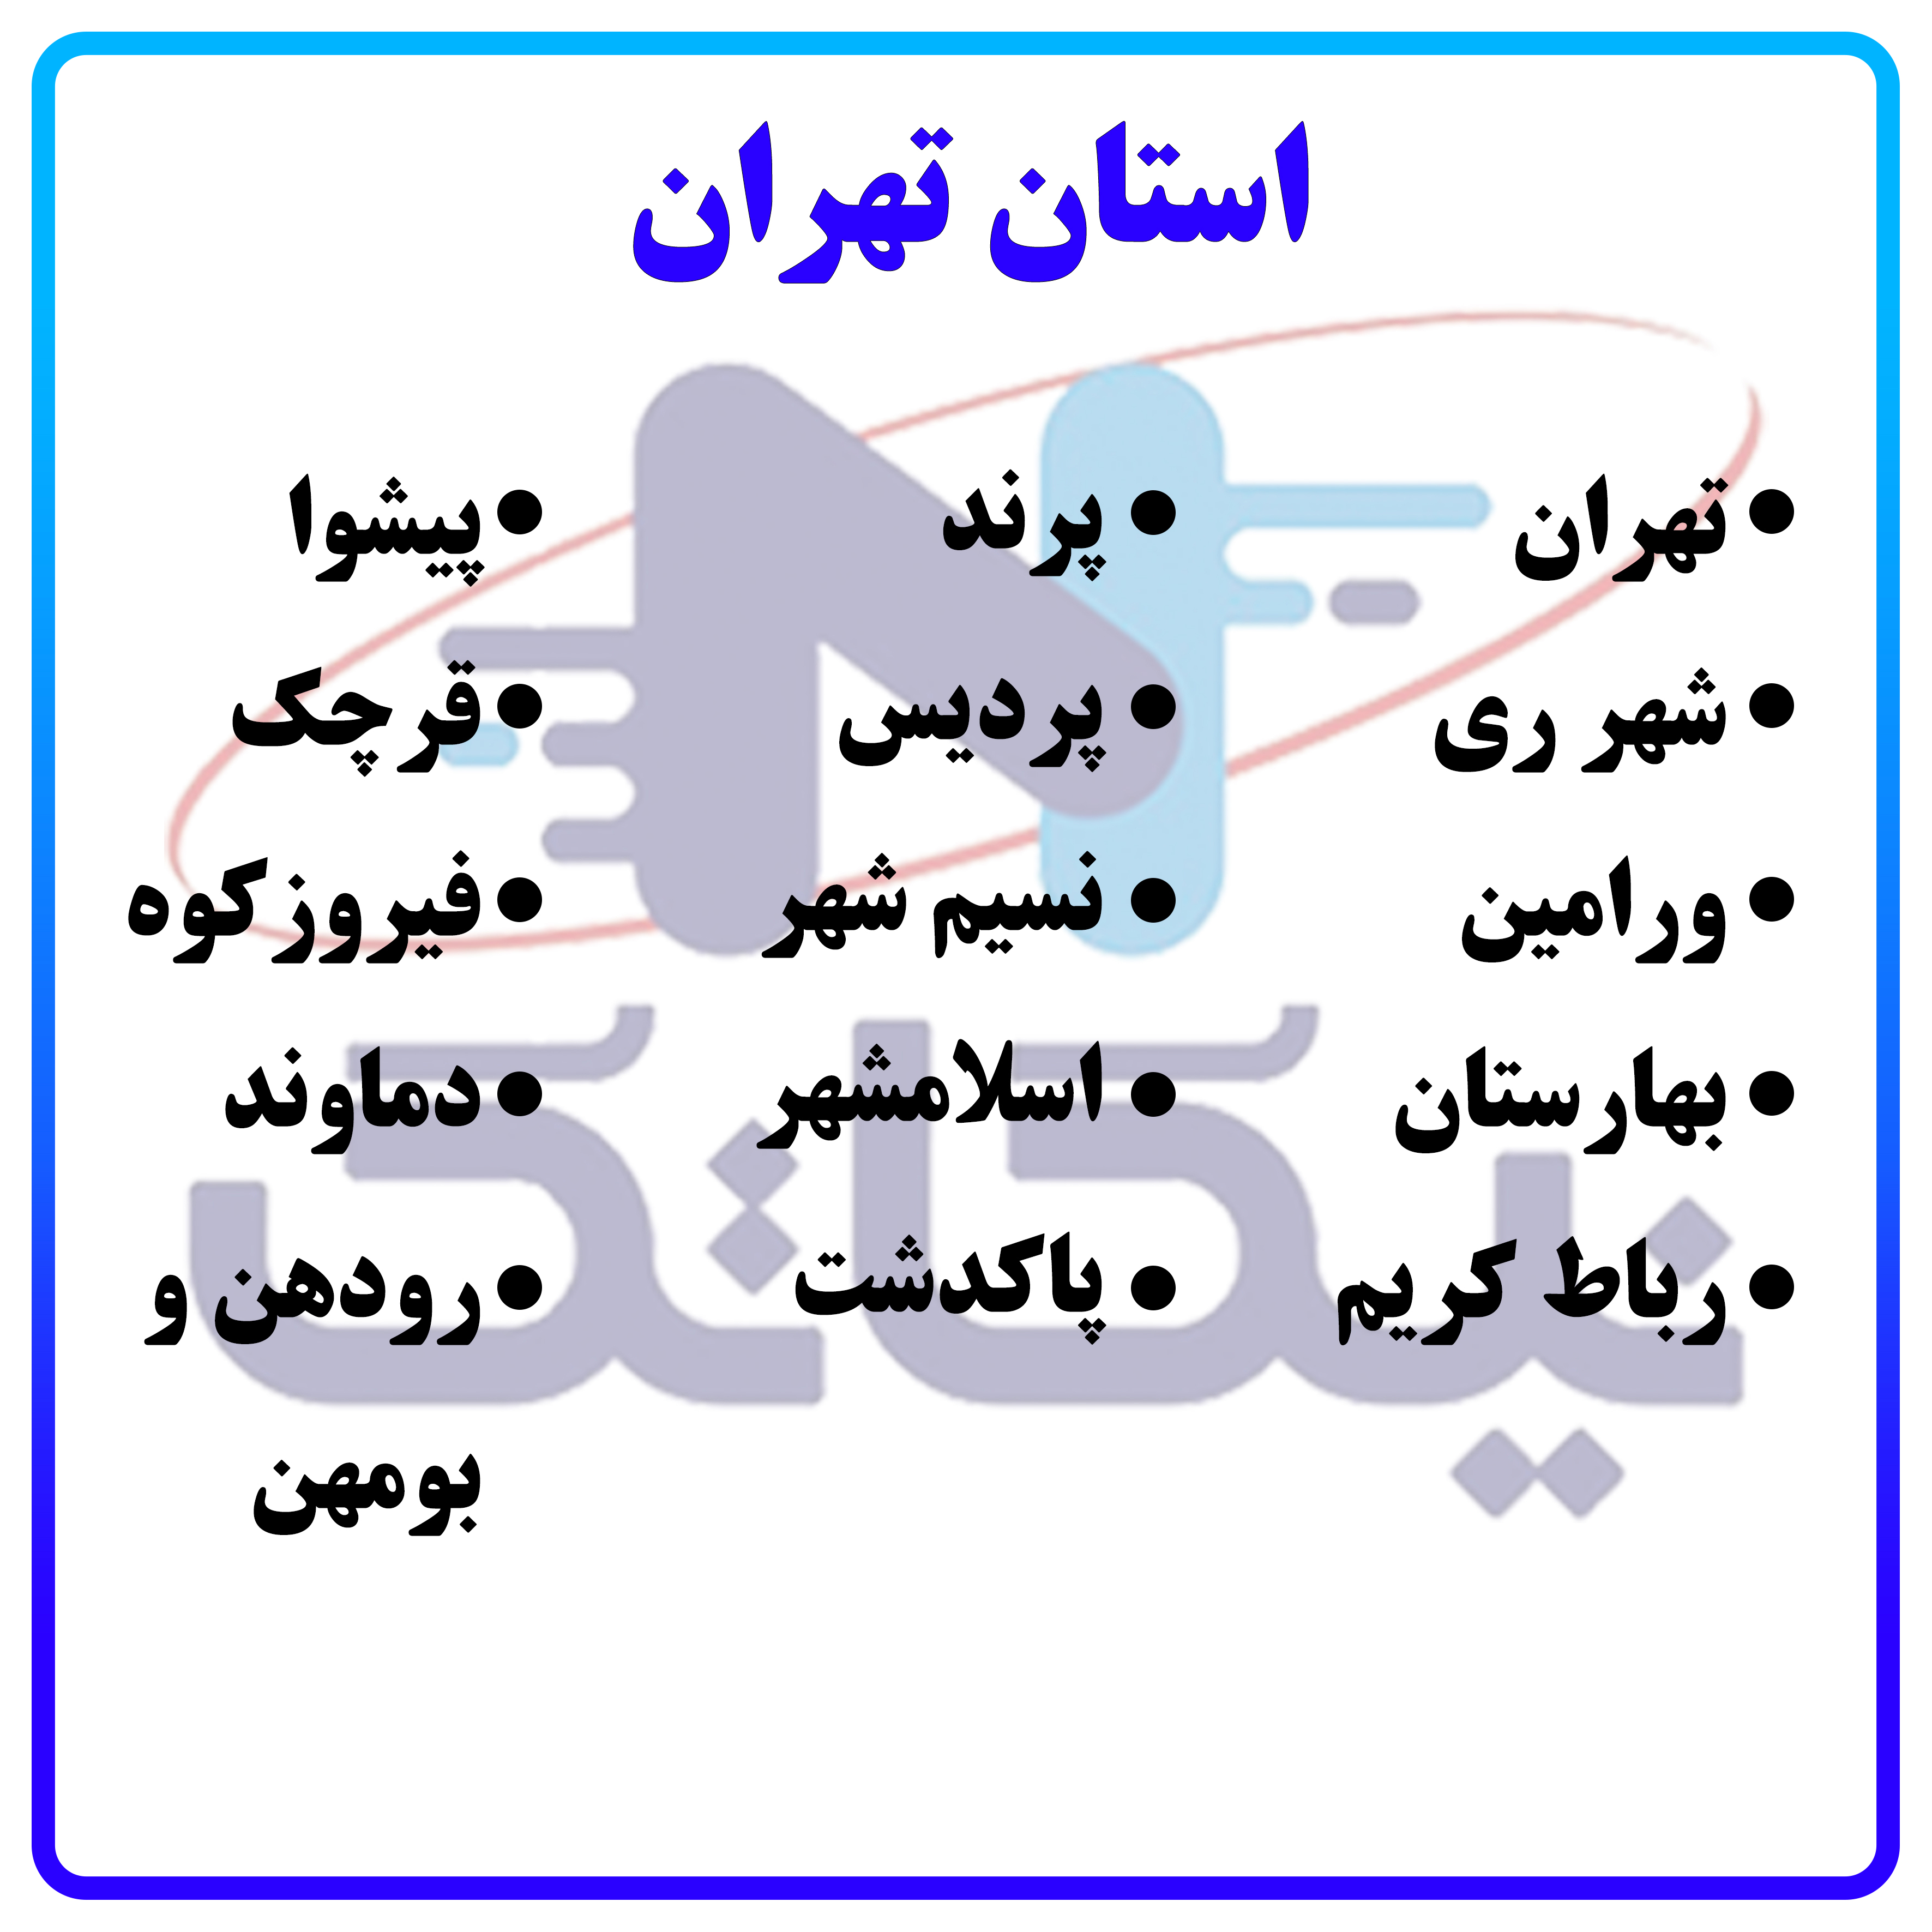 استان تهران
•تهران
•شهر ری
•ورامین
•بهارستان
•رباط کریم
•پرند
•پردیس
•نسیم شهر
•اسلامشهر
•پاکدشت
•پیشوا
•قرچک
•فیروزکوه
•دماوند
•رودهن و
بومهن
پیکاتک